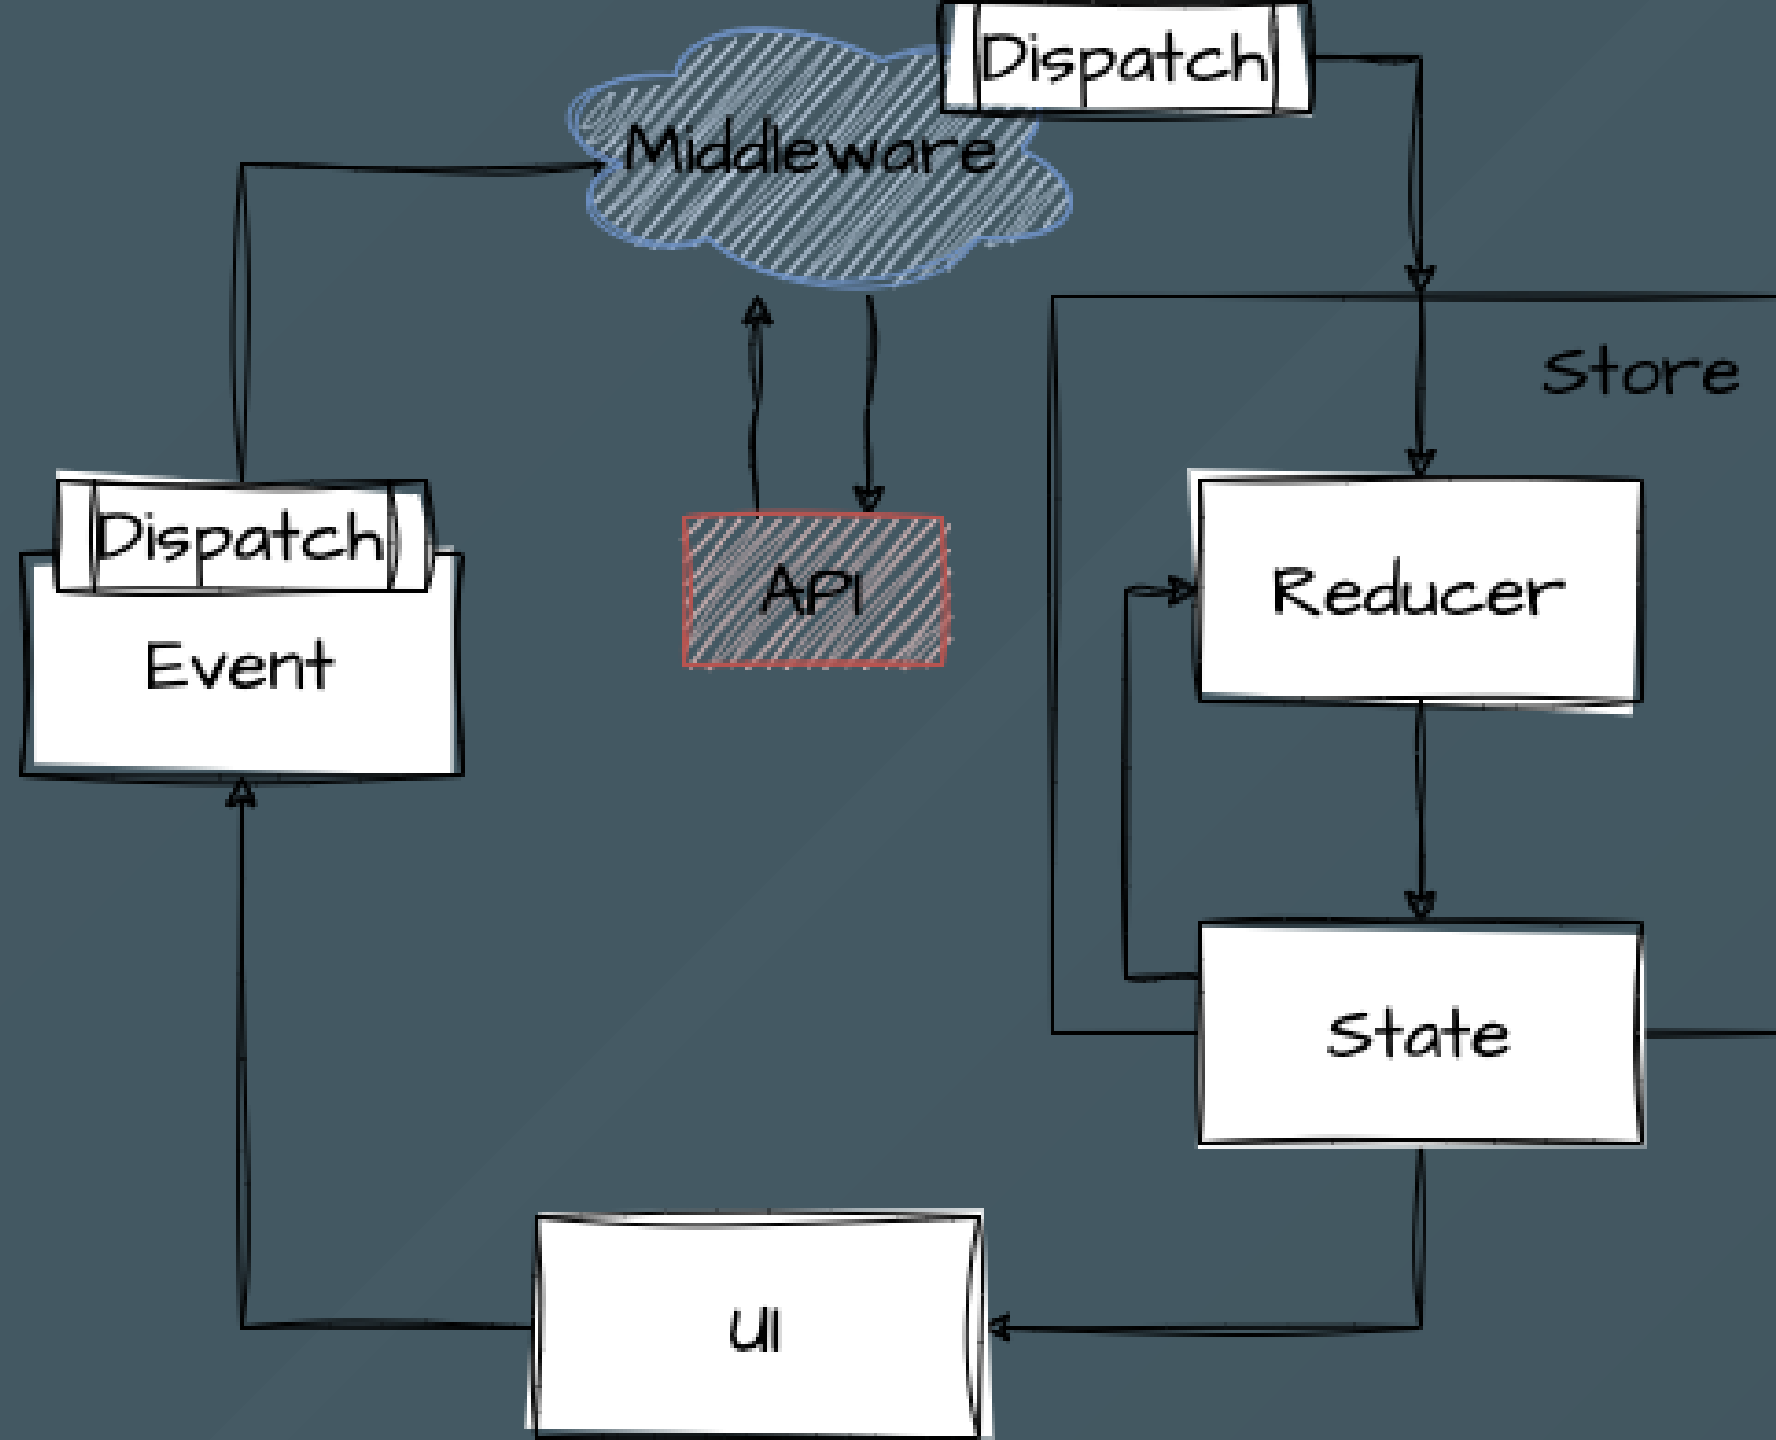 Dispatch
Middleware
Store
Dispatch
Event
API
Reducer
State
UI